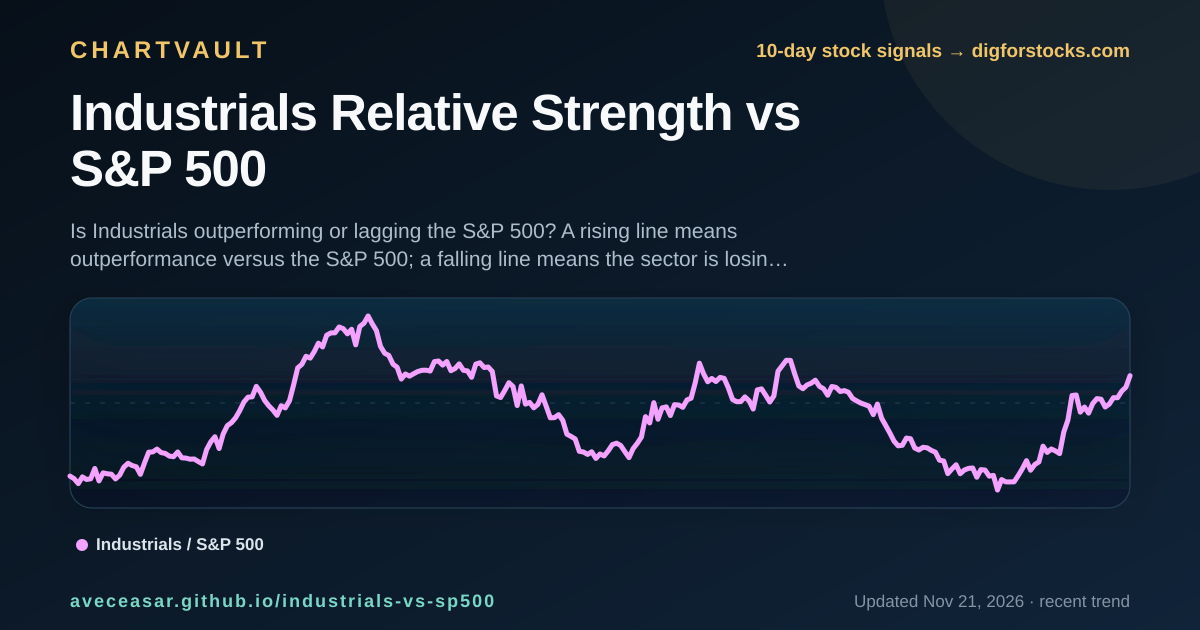 CHARTVAULT
10-day stock signals → digforstocks.com
Industrials Relative Strength vs
S&P 500
Is Industrials outperforming or lagging the S&P 500? A rising line means
outperformance versus the S&P 500; a falling line means the sector is losin…
Industrials / S&P 500
aveceasar.github.io/industrials-vs-sp500
Updated Nov 21, 2026 · recent trend